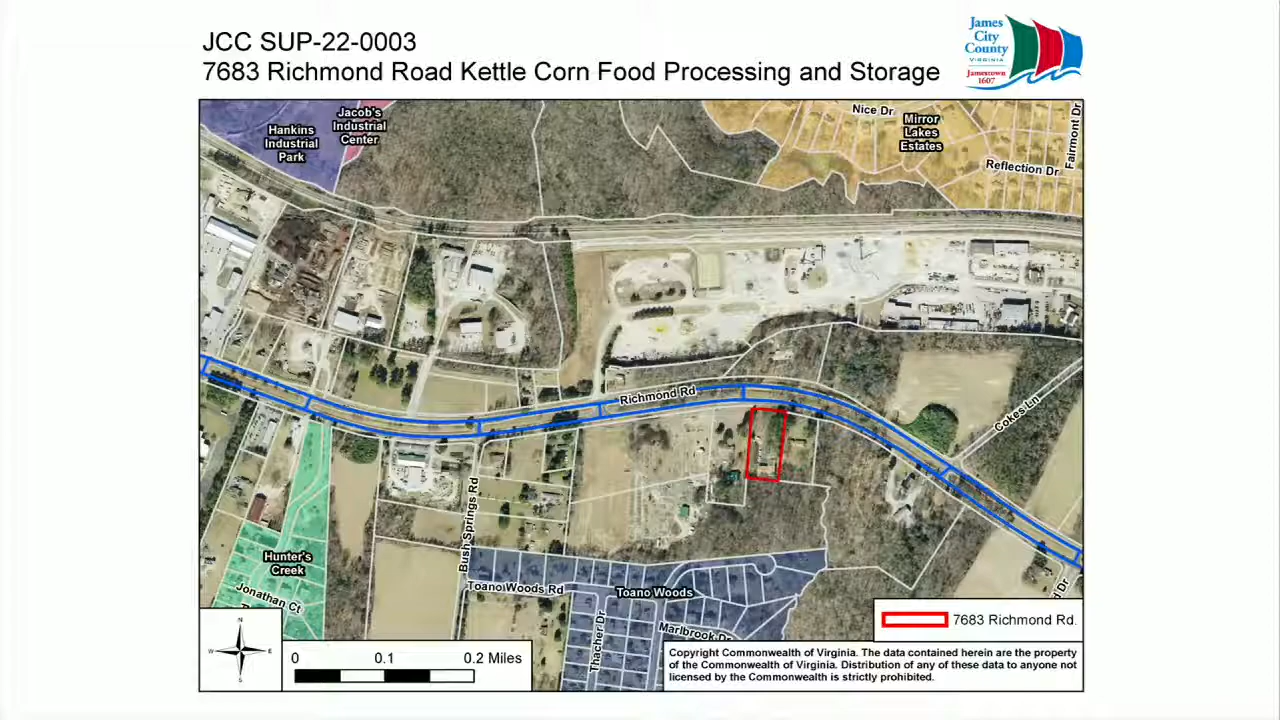 JCC SUP-22-0003
7683 Richmond Road Kettle Corn Food Processing and Storage
James
City
County
VIRGINIA
Jamestown
1607
Hankins
Industrial
Park
Jacob's
Industrial
Center
Nice Dr
Mirror
Lakes
Estates
Reflection Dr
Fairmont Dr
Richmond Rd
Cokes Ln
Bush Springs Rd
Hunter's
Creek
Jonathan Ct
Toano Woods Rd
Toano Woods
Thacher Dr
Marlbrook Dr
d Dr
7683 Richmond Rd.
N
W
E
S
0
0.1
0.2 Miles
Copyright Commonwealth of Virginia. The data contained herein are the property
of the Commonwealth of Virginia. Distribution of any of these data to anyone not
licensed by the Commonwealth is strictly prohibited.